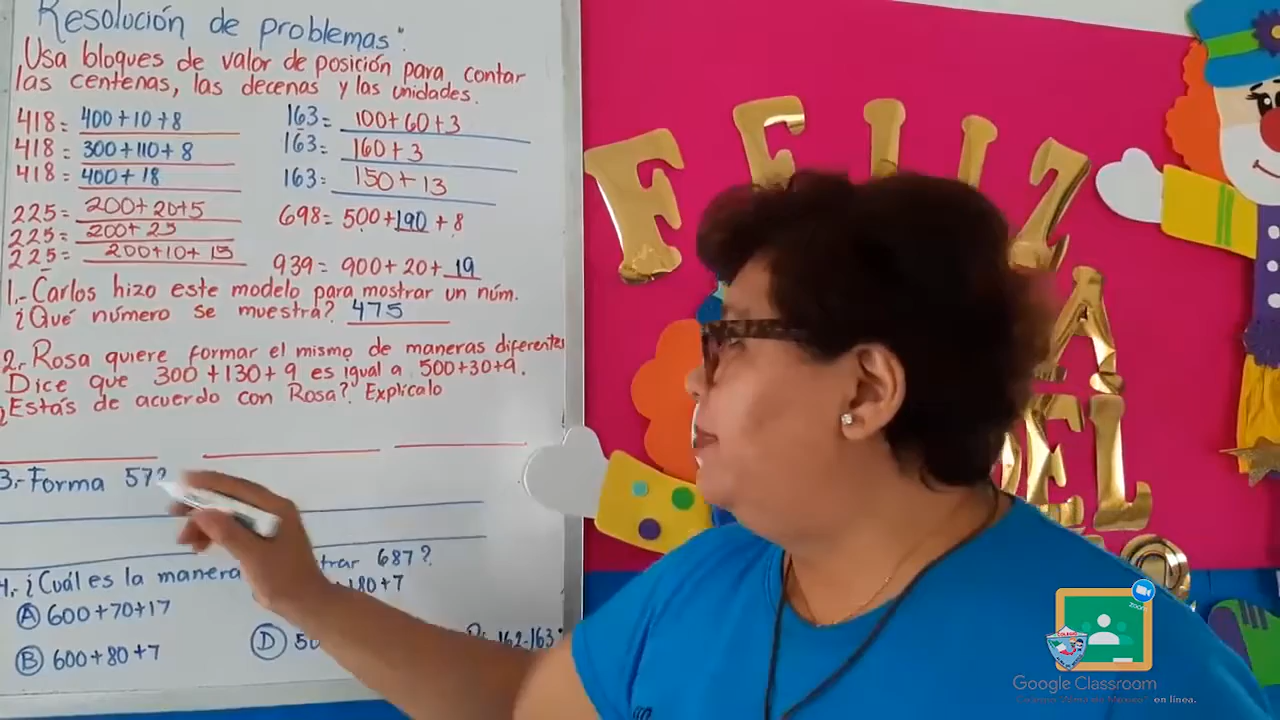 Resolución de problemas:
Usa bloques de valor de posición para contar
las centenas, las decenas y las unidades.
418= 400+10+8
418= 300+110+8
418= 400+18
225= 200+20+5
225= 200+25
225= 200+10+15
163= 100+60+3
163= 160+3
163= 150+13
698= 500+190+8
939= 900+20+19
1.- Carlos hizo este modelo para mostrar un núm.
¿Qué número se muestra? 475
2.- Rosa quiere formar el mismo de maneras diferentes
Dice que 300+130+9 es igual a 500+30+9.
¿Estás de acuerdo con Rosa? Explícalo
3.- Forma 572
4.- ¿Cuál es la manera trar 687?
A 600+70+17
B 600+80+7
180+7
D 50
162-163
FELIZ
DEL
Google Classroom
en línea.
zoom
COLEGIO